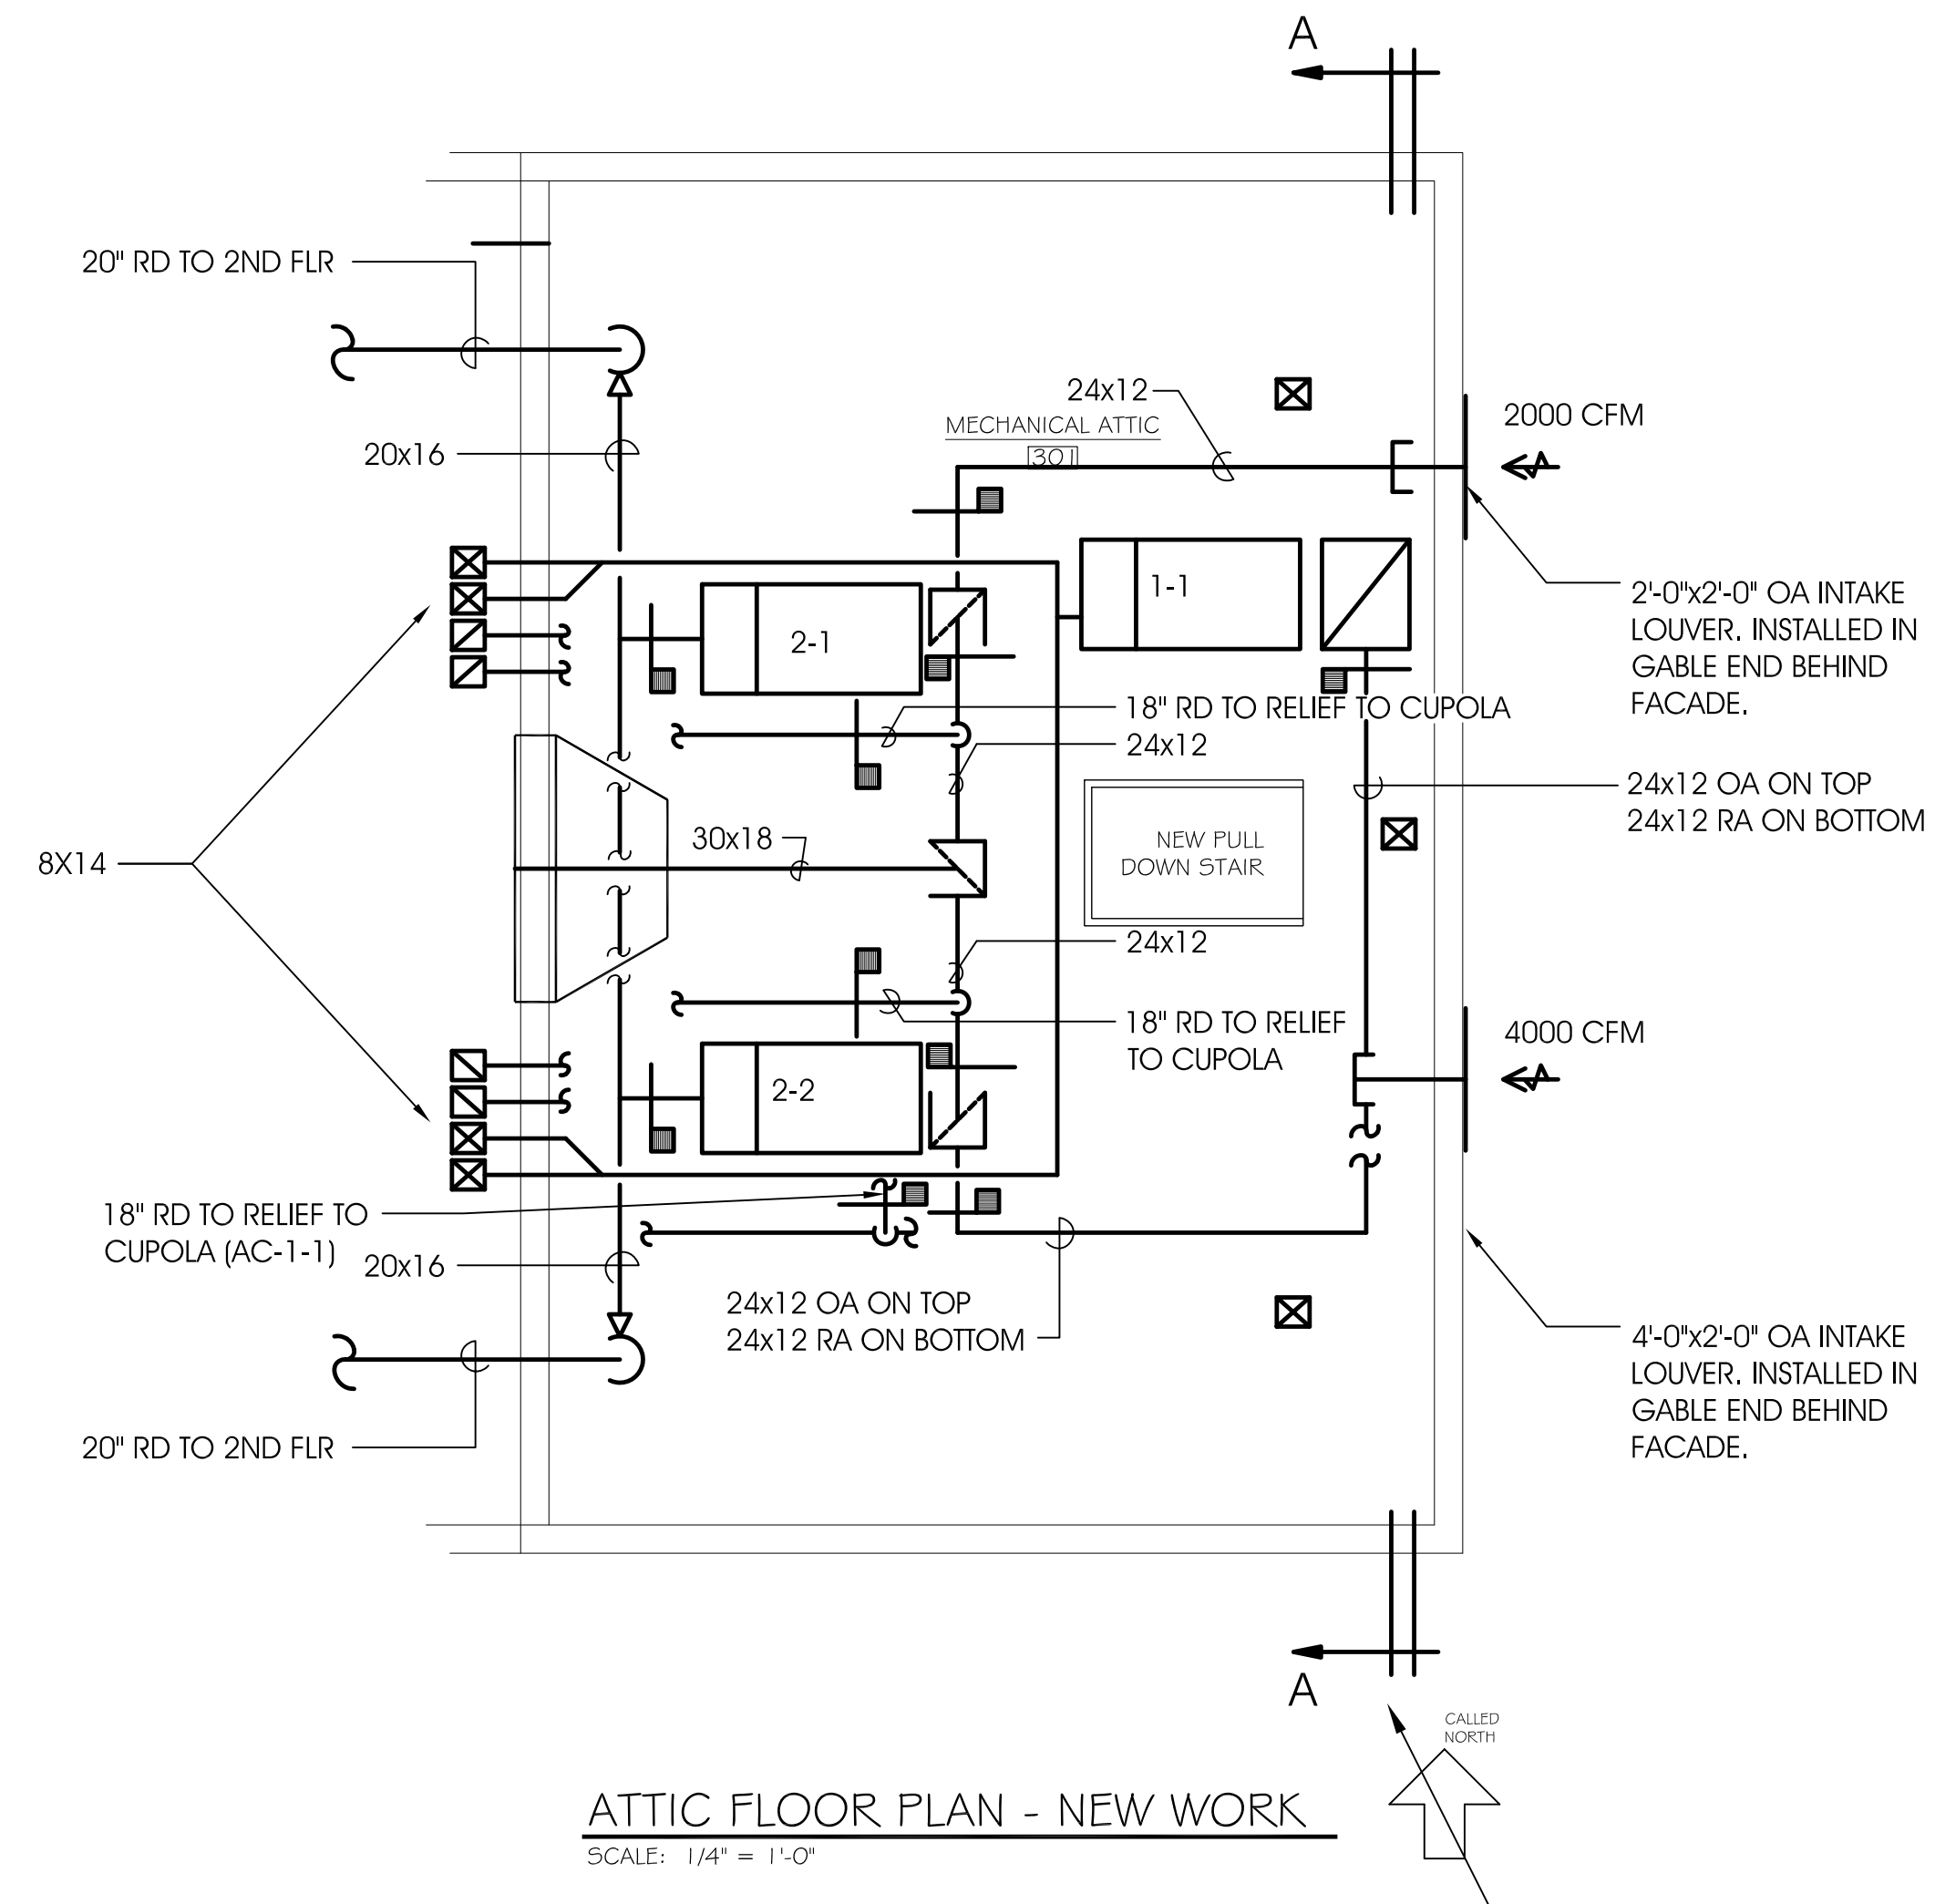 A
20" RD TO 2ND FLR
24x12
MECHANICAL ATTIC
301
2000 CFM
20x16
2'-0"x2'-0" OA INTAKE
LOUVER. INSTALLED IN
GABLE END BEHIND
FACADE.
1-1
2-1
18" RD TO RELIEF TO CUPOLA
24x12
24x12 OA ON TOP
24x12 RA ON BOTTOM
30x18
NEW PULL
DOWN STAIR
8X14
24x12
18" RD TO RELIEF
TO CUPOLA
4000 CFM
2-2
18" RD TO RELIEF TO
CUPOLA (AC-1-1)
20x16
24x12 OA ON TOP
24x12 RA ON BOTTOM
4'-0"x2'-0" OA INTAKE
LOUVER. INSTALLED IN
GABLE END BEHIND
FACADE.
20" RD TO 2ND FLR
A
CALLED
NORTH
ATTIC FLOOR PLAN - NEW WORK
SCALE: 1/4" = 1'-0"